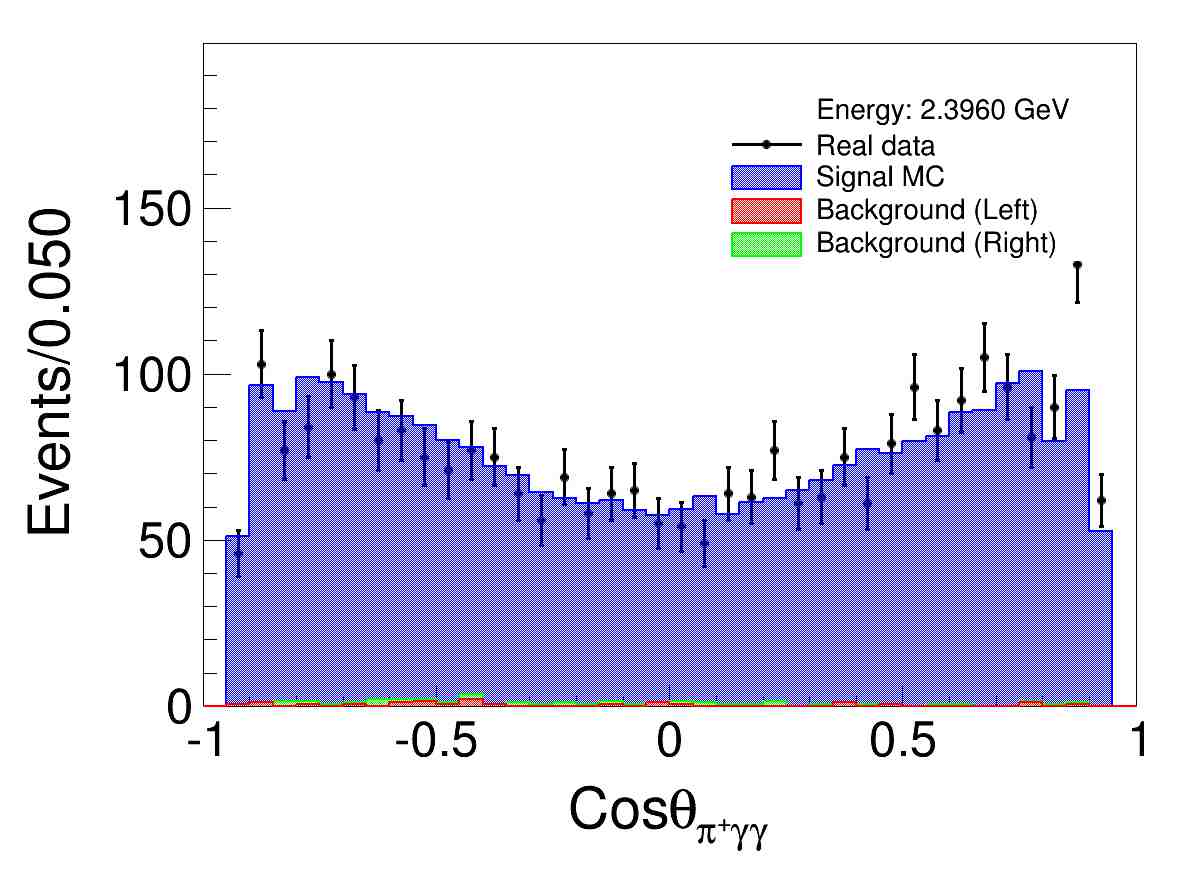 Energy: 2.3960 GeV
Real data
Signal MC
Background (Left)
Background (Right)
Events/0.050
150
100
50
0
-1 -0.5 0 0.5 1
Cosθπ⁺γγ